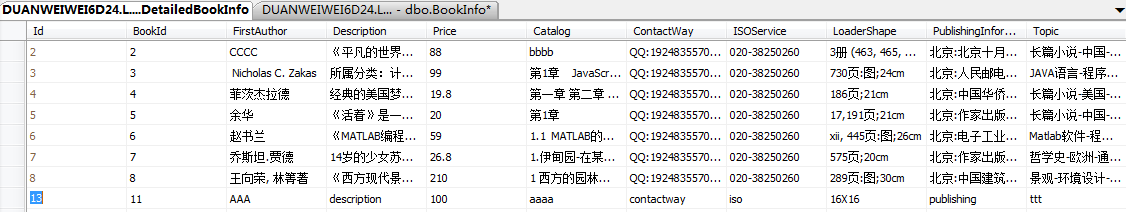 DUANWEIWEI6D24.L....DetailedBookInfo DUANWEIWEI6D24.L... - dbo.BookInfo*
Id BookId FirstAuthor Description Price Catalog ContactWay ISOService LoaderShape PublishingInfor... Topic
2 2 CCCC 《平凡的世界... 88 bbbb QQ:1924835570... 020-38250260 3册 (463, 465, ... 北京:北京十月... 长篇小说-中国-...
3 3 Nicholas C. Zakas 所属分类：计... 99 第1章 JavaScr... QQ:1924835570... 020-38250260 730页:图;24cm 北京:人民邮电... JAVA语言-程序...
4 4 菲茨杰拉德 经典的美国梦... 19.8 第一章 第二章 ... QQ:1924835570... 020-38250260 186页;21cm 北京:中国华侨... 长篇小说-美国-...
5 5 余华 《活着》是一... 20 第1章 QQ:1924835570... 020-38250260 17,191页;21cm 北京:作家出版... 长篇小说-中国-...
6 6 赵书兰 《MATLAB编程... 59 1.1 MATLAB的... QQ:1924835570... 020-38250260 xii, 445页:图;26cm 北京:电子工业... Matlab软件-程...
7 7 乔斯坦.贾德 14岁的少女苏... 26.8 1.伊甸园-在某... QQ:1924835570... 020-38250260 575页;20cm 北京:作家出版... 哲学史-欧洲-通...
8 8 王向荣, 林箐著 《西方现代景... 210 1 西方的园林... QQ:1924835570... 020-38250260 289页:图;30cm 北京:中国建筑... 景观-环境设计-...
13 11 AAA description 100 aaaa contactway iso 16X16 publishing ttt